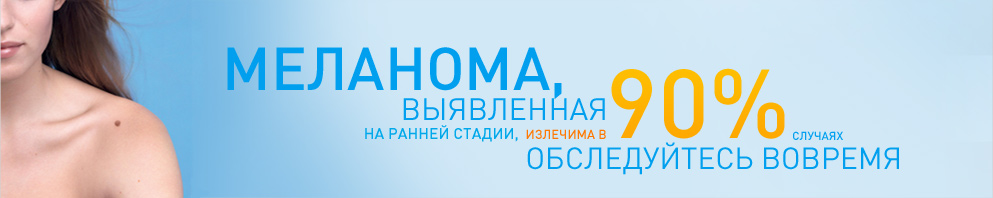 МЕЛАНОМА,
ВЫЯВЛЕННАЯ
НА РАННЕЙ СТАДИИ, ИЗЛЕЧИМА В 90% СЛУЧАЯХ
ОБСЛЕДУЙТЕСЬ ВОВРЕМЯ